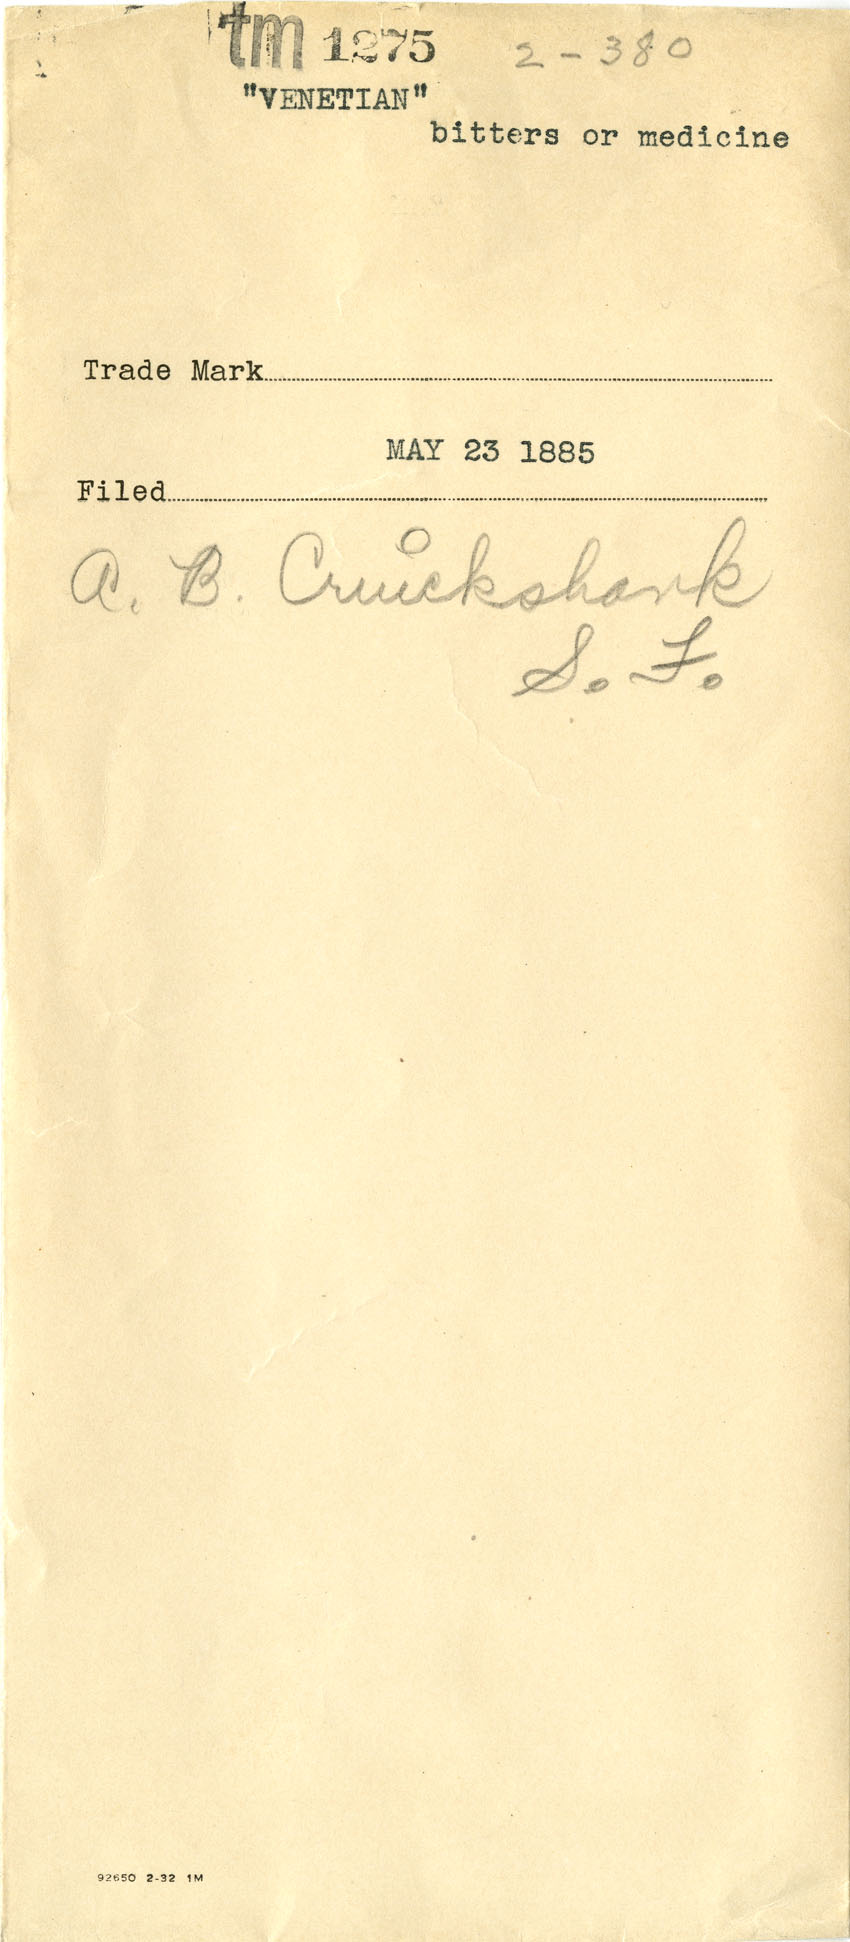 tm 1275 2-380
"VENETIAN"
bitters or medicine
Trade Mark
MAY 23 1885
Filed
A. B. Cruickshank
S. F.
92650 2-32 1M